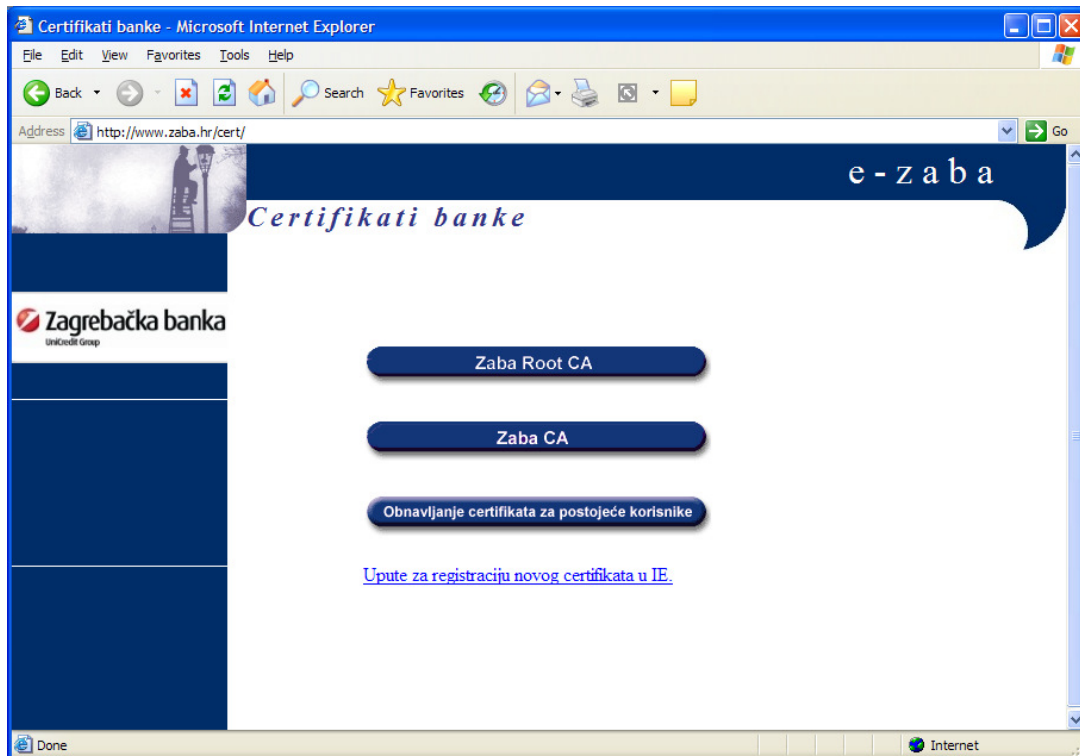 Certifikati banke - Microsoft Internet Explorer
File Edit View Favorites Tools Help
Back Search Favorites
Address http://www.zaba.hr/cert/ Go
e-zaba
Certifikati banke
Zagrebačka banka
UniCredit Group
Zaba Root CA
Zaba CA
Obnavljanje certifikata za postojeće korisnike
Upute za registraciju novog certifikata u IE.
Done Internet